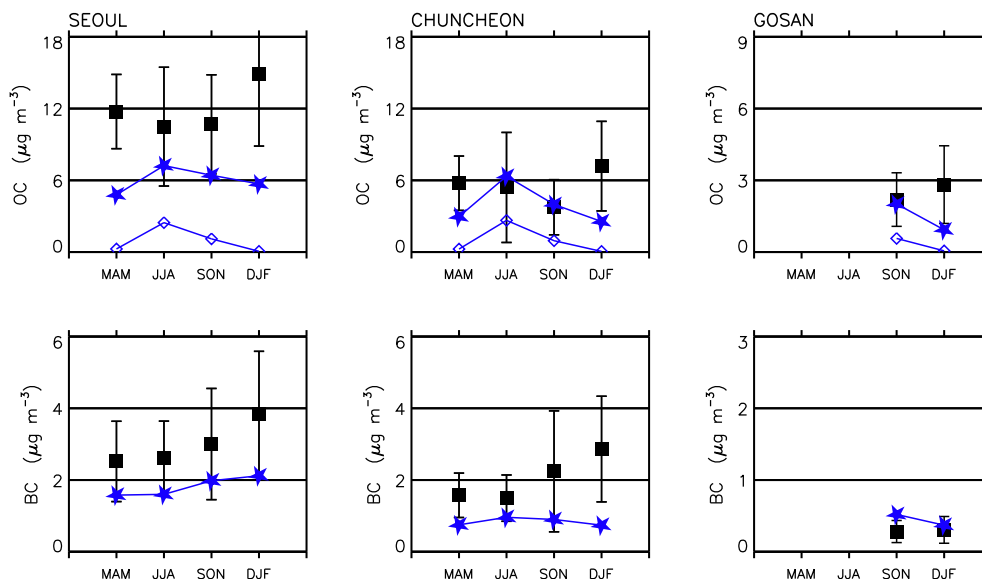 SEOUL
CHUNCHEON
GOSAN
18
12
6
0
OC (µg m⁻³)
MAM JJA SON DJF
18
12
6
0
OC (µg m⁻³)
MAM JJA SON DJF
9
6
3
0
OC (µg m⁻³)
MAM JJA SON DJF
6
4
2
0
BC (µg m⁻³)
MAM JJA SON DJF
6
4
2
0
BC (µg m⁻³)
MAM JJA SON DJF
3
2
1
0
BC (µg m⁻³)
MAM JJA SON DJF